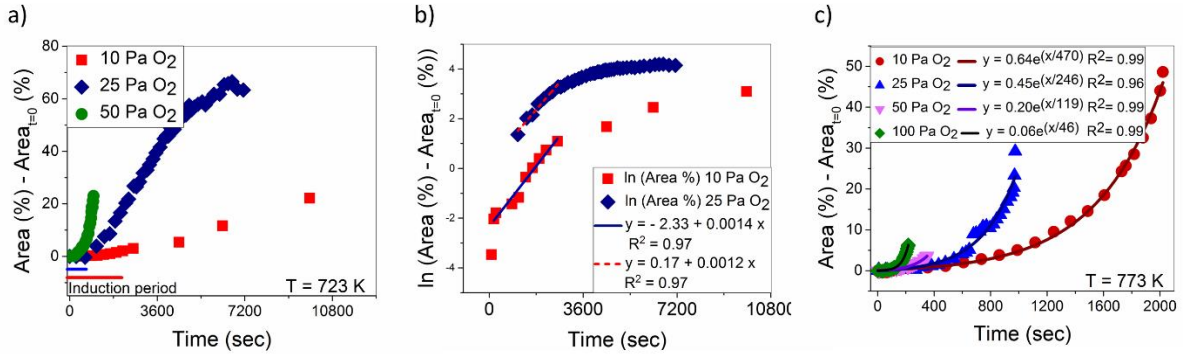 a)
Area (%) - Area_{t=0} (%)
80
60
40
20
0
10 Pa O₂
25 Pa O₂
50 Pa O₂
Induction period
T = 723 K
0 3600 7200 10800
Time (sec)
b)
ln (Area (%) - Area_{t=0} (%))
4
2
0
-2
-4
ln (Area %) 10 Pa O₂
ln (Area %) 25 Pa O₂
y = - 2.33 + 0.0014 x
R² = 0.97
y = 0.17 + 0.0012 x
R² = 0.97
0 3600 7200 10800
Time (sec)
c)
Area (%) - Area_{t=0} (%)
50
40
30
20
10
0
10 Pa O₂ y = 0.64e^(x/470) R²= 0.99
25 Pa O₂ y = 0.45e^(x/246) R²= 0.96
50 Pa O₂ y = 0.20e^(x/119) R²= 0.99
100 Pa O₂ y = 0.06e^(x/46) R²= 0.99
T = 773 K
0 400 800 1200 1600 2000
Time (sec)